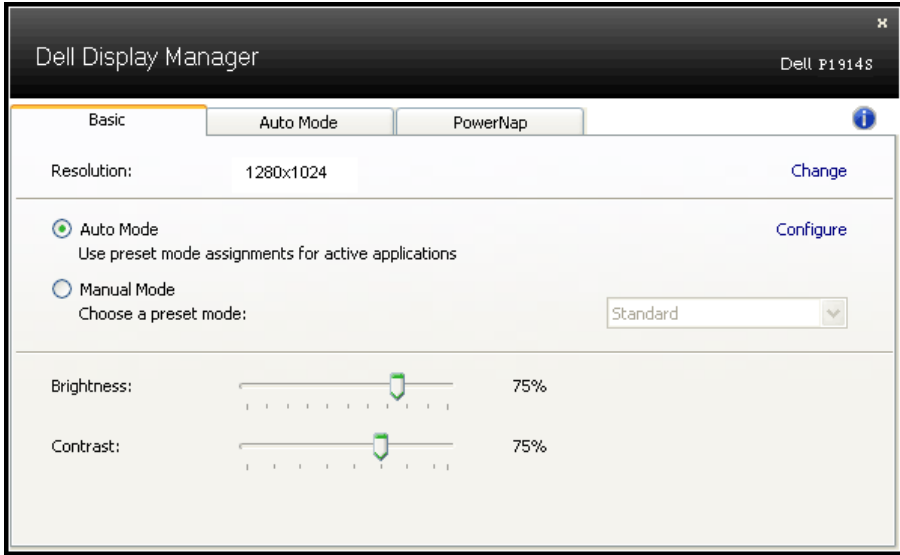 Dell Display Manager
Dell P1914S
Basic
Auto Mode
PowerNap
Resolution:
1280x1024
Change
Auto Mode
Configure
Use preset mode assignments for active applications
Manual Mode
Choose a preset mode:
Standard
Brightness:
75%
Contrast:
75%